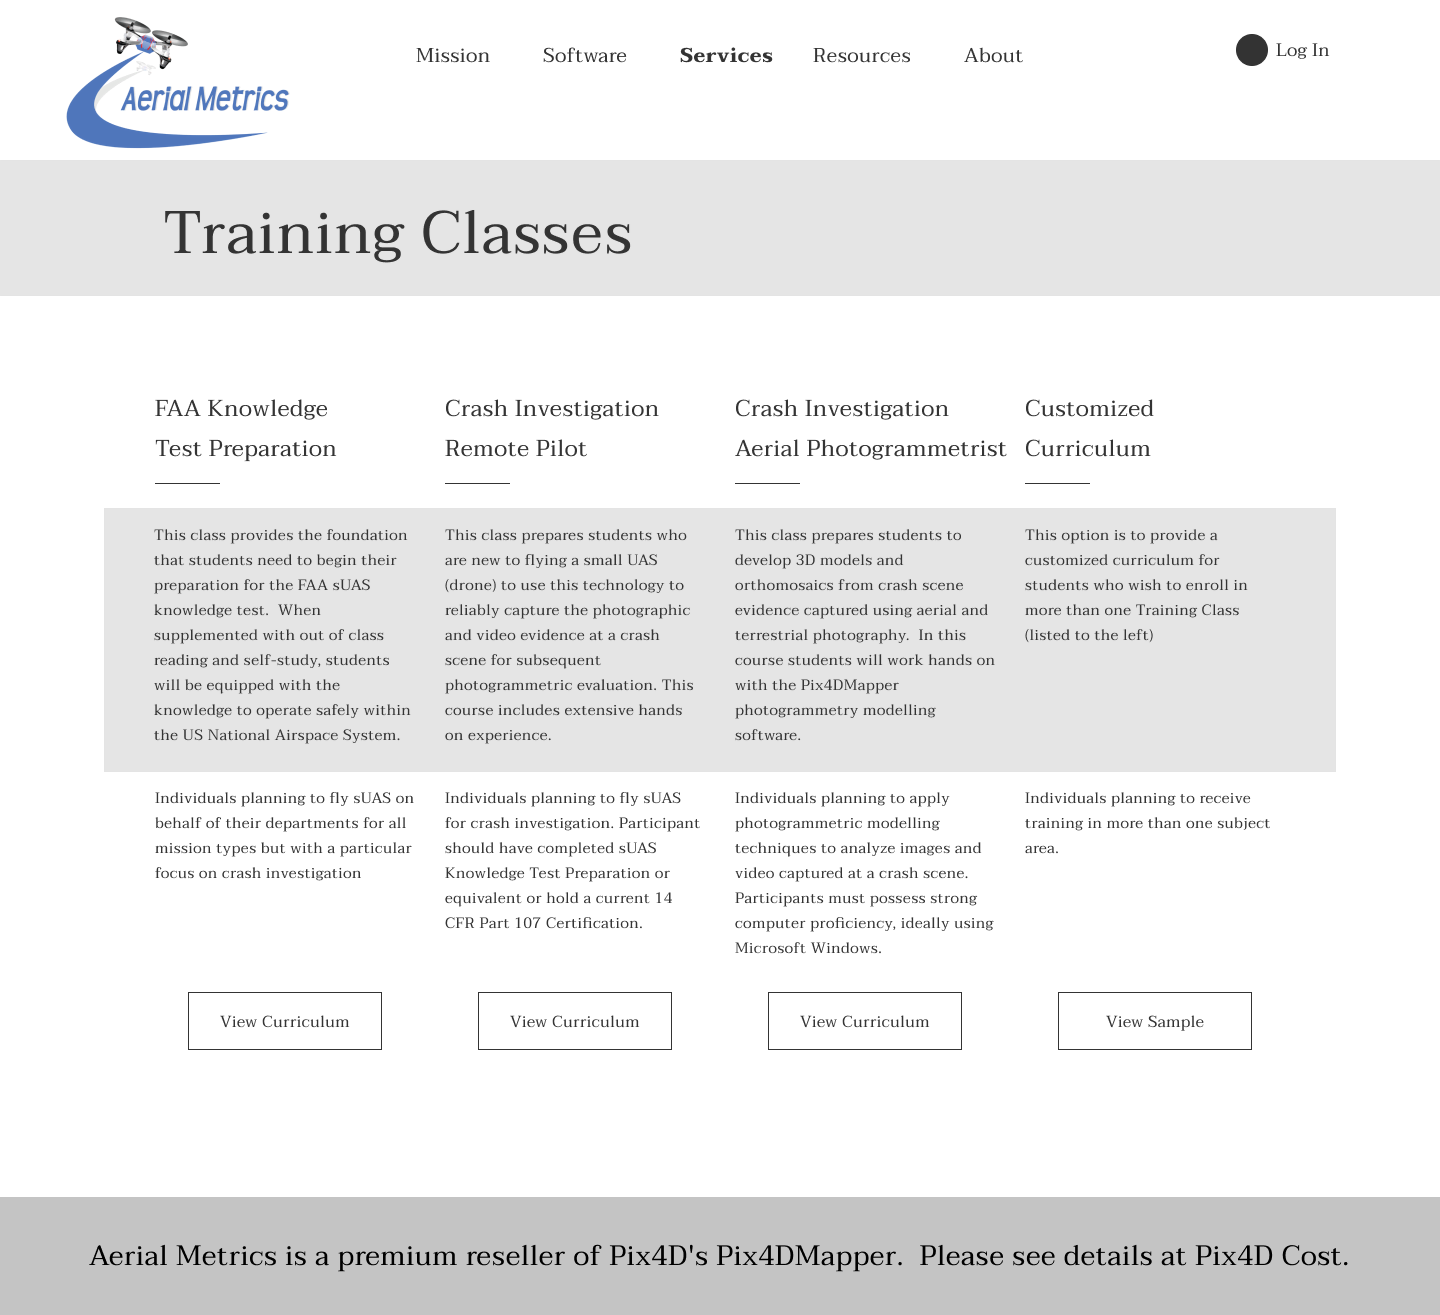 Aerial Metrics
Mission
Software
Services
Resources
About
Log In
Training Classes
FAA Knowledge
Test Preparation
This class provides the foundation
that students need to begin their
preparation for the FAA sUAS
knowledge test.  When
supplemented with out of class
reading and self-study, students
will be equipped with the
knowledge to operate safely within
the US National Airspace System.
Individuals planning to fly sUAS on
behalf of their departments for all
mission types but with a particular
focus on crash investigation
View Curriculum
Crash Investigation
Remote Pilot
This class prepares students who
are new to flying a small UAS
(drone) to use this technology to
reliably capture the photographic
and video evidence at a crash
scene for subsequent
photogrammetric evaluation. This
course includes extensive hands
on experience.
Individuals planning to fly sUAS
for crash investigation. Participant
should have completed sUAS
Knowledge Test Preparation or
equivalent or hold a current 14
CFR Part 107 Certification.
View Curriculum
Crash Investigation
Aerial Photogrammetrist
This class prepares students to
develop 3D models and
orthomosaics from crash scene
evidence captured using aerial and
terrestrial photography.  In this
course students will work hands on
with the Pix4DMapper
photogrammetry modelling
software.
Individuals planning to apply
photogrammetric modelling
techniques to analyze images and
video captured at a crash scene.
Participants must possess strong
computer proficiency, ideally using
Microsoft Windows.
View Curriculum
Customized
Curriculum
This option is to provide a
customized curriculum for
students who wish to enroll in
more than one Training Class
(listed to the left)
Individuals planning to receive
training in more than one subject
area.
View Sample
Aerial Metrics is a premium reseller of Pix4D's Pix4DMapper.  Please see details at Pix4D Cost.